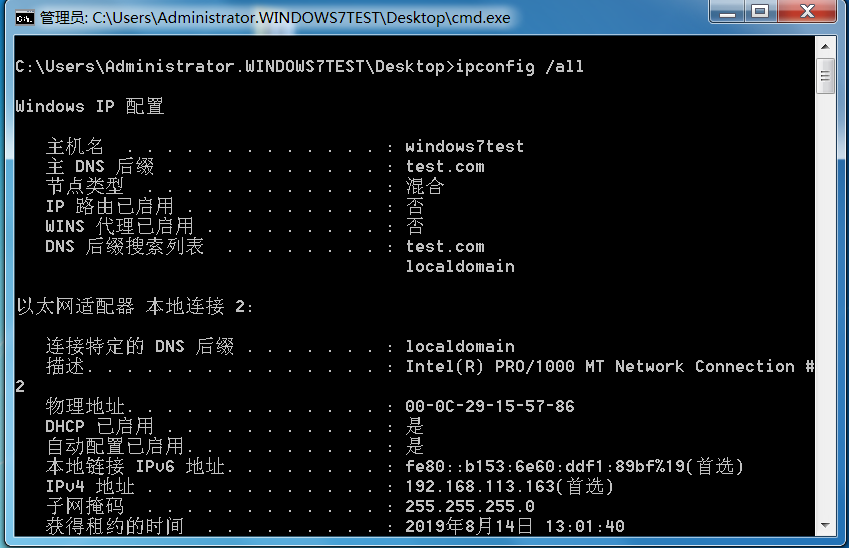 管理员: C:\Users\Administrator.WINDOWS7TEST\Desktop\cmd.exe
C:\Users\Administrator.WINDOWS7TEST\Desktop>ipconfig /all
Windows IP 配置
主机名 . . . . . . . . . . . . . : windows7test
主 DNS 后缀 . . . . . . . . . . . : test.com
节点类型 . . . . . . . . . . . . : 混合
IP 路由已启用 . . . . . . . . . . : 否
WINS 代理已启用 . . . . . . . . . : 否
DNS 后缀搜索列表 . . . . . . . . : test.com
localdomain
以太网适配器 本地连接 2:
连接特定的 DNS 后缀 . . . . . . . : localdomain
描述. . . . . . . . . . . . . . . : Intel(R) PRO/1000 MT Network Connection #
2
物理地址. . . . . . . . . . . . . : 00-0C-29-15-57-86
DHCP 已启用 . . . . . . . . . . . : 是
自动配置已启用. . . . . . . . . . : 是
本地链接 IPv6 地址. . . . . . . . : fe80::b153:6e60:ddf1:89bf%19(首选)
IPv4 地址 . . . . . . . . . . . . : 192.168.113.163(首选)
子网掩码 . . . . . . . . . . . . : 255.255.255.0
获得租约的时间 . . . . . . . . . : 2019年8月14日 13:01:40